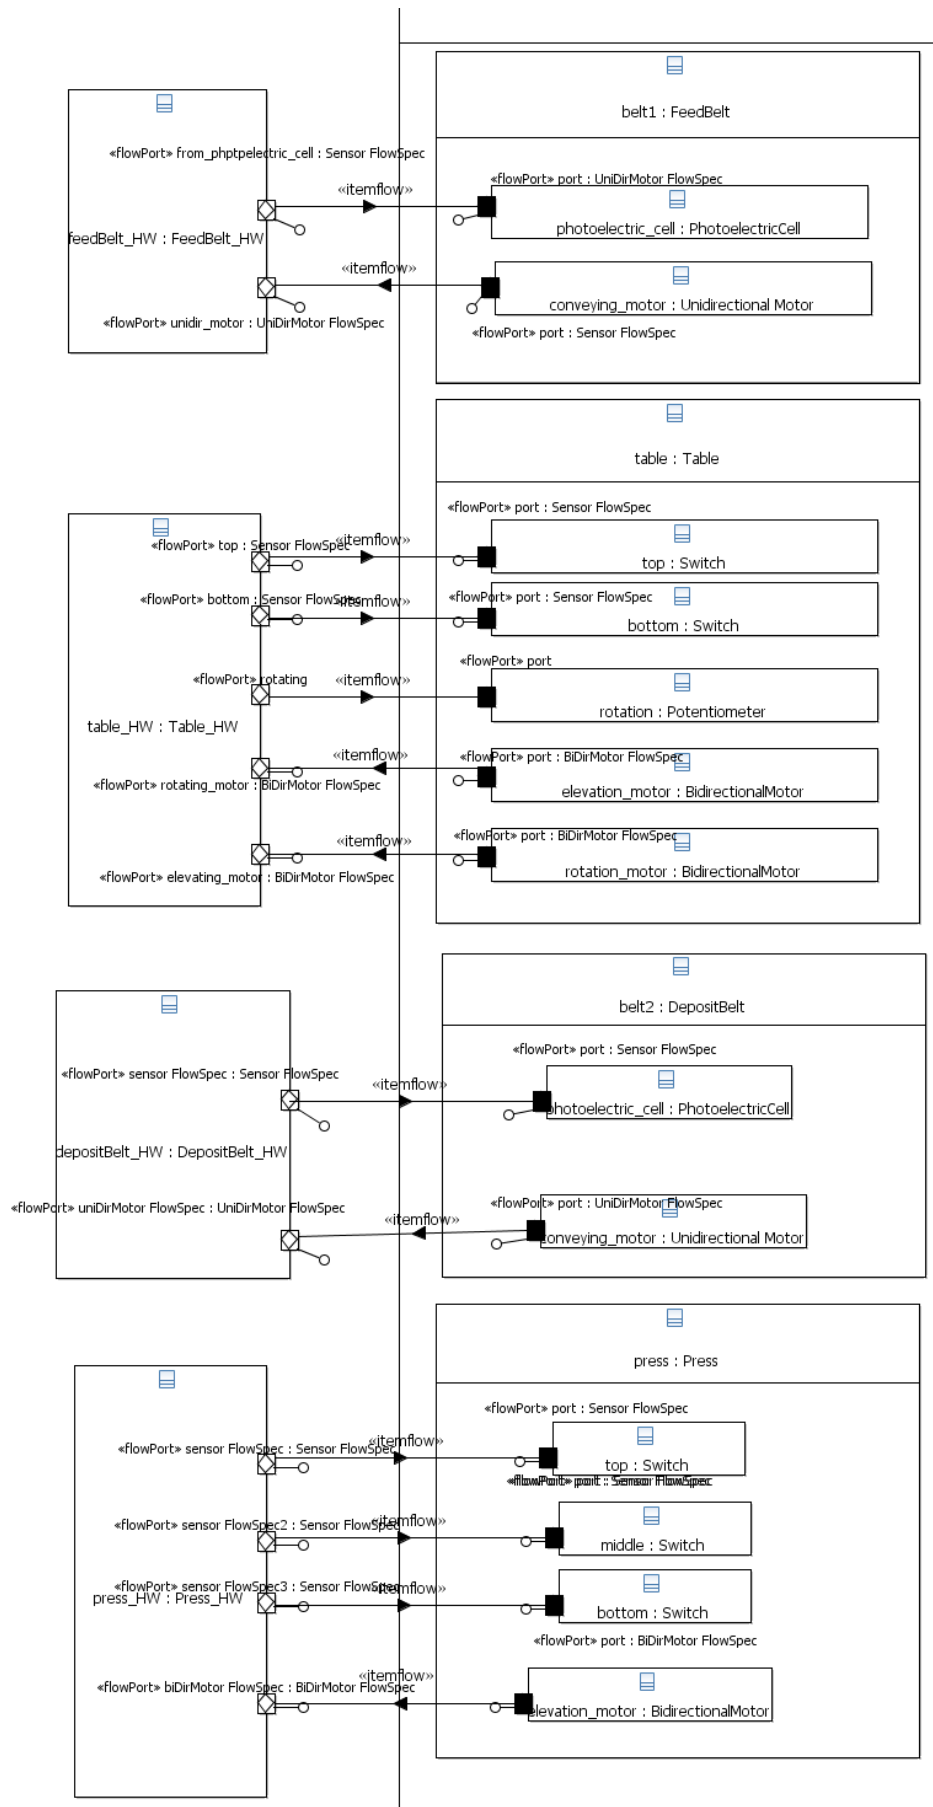 belt1 : FeedBelt
«flowPort» from_phptpelectric_cell : Sensor FlowSpec
«flowPort» port : UniDirMotor FlowSpec
«itemflow»
photoelectric_cell : PhotoelectricCell
feedBelt_HW : FeedBelt_HW
«itemflow»
conveying_motor : Unidirectional Motor
«flowPort» unidir_motor : UniDirMotor FlowSpec
«flowPort» port : Sensor FlowSpec
table : Table
«flowPort» port : Sensor FlowSpec
«flowPort» top : Sensor FlowSpec
«itemflow»
top : Switch
«flowPort» bottom : Sensor FlowSpec
«itemflow»
«flowPort» port : Sensor FlowSpec
bottom : Switch
«flowPort» port
«flowPort» rotating
«itemflow»
rotation : Potentiometer
table_HW : Table_HW
«itemflow»
«flowPort» port : BiDirMotor FlowSpec
«flowPort» rotating_motor : BiDirMotor FlowSpec
elevation_motor : BidirectionalMotor
«itemflow»
«flowPort» port : BiDirMotor FlowSpec
rotation_motor : BidirectionalMotor
«flowPort» elevating_motor : BiDirMotor FlowSpec
belt2 : DepositBelt
«flowPort» port : Sensor FlowSpec
«flowPort» sensor FlowSpec : Sensor FlowSpec
«itemflow»
photoelectric_cell : PhotoelectricCell
depositBelt_HW : DepositBelt_HW
«flowPort» uniDirMotor FlowSpec : UniDirMotor FlowSpec
«flowPort» port : UniDirMotor FlowSpec
«itemflow»
conveying_motor : Unidirectional Motor
press : Press
«flowPort» port : Sensor FlowSpec
«flowPort» sensor FlowSpec : Sensor FlowSpec
«itemflow»
top : Switch
«flowPort» port : Sensor FlowSpec
«flowPort» sensor FlowSpec2 : Sensor FlowSpec
«itemflow»
middle : Switch
«flowPort» sensor FlowSpec3 : Sensor FlowSpec
«itemflow»
press_HW : Press_HW
bottom : Switch
«flowPort» port : BiDirMotor FlowSpec
«itemflow»
«flowPort» biDirMotor FlowSpec : BiDirMotor FlowSpec
elevation_motor : BidirectionalMotor